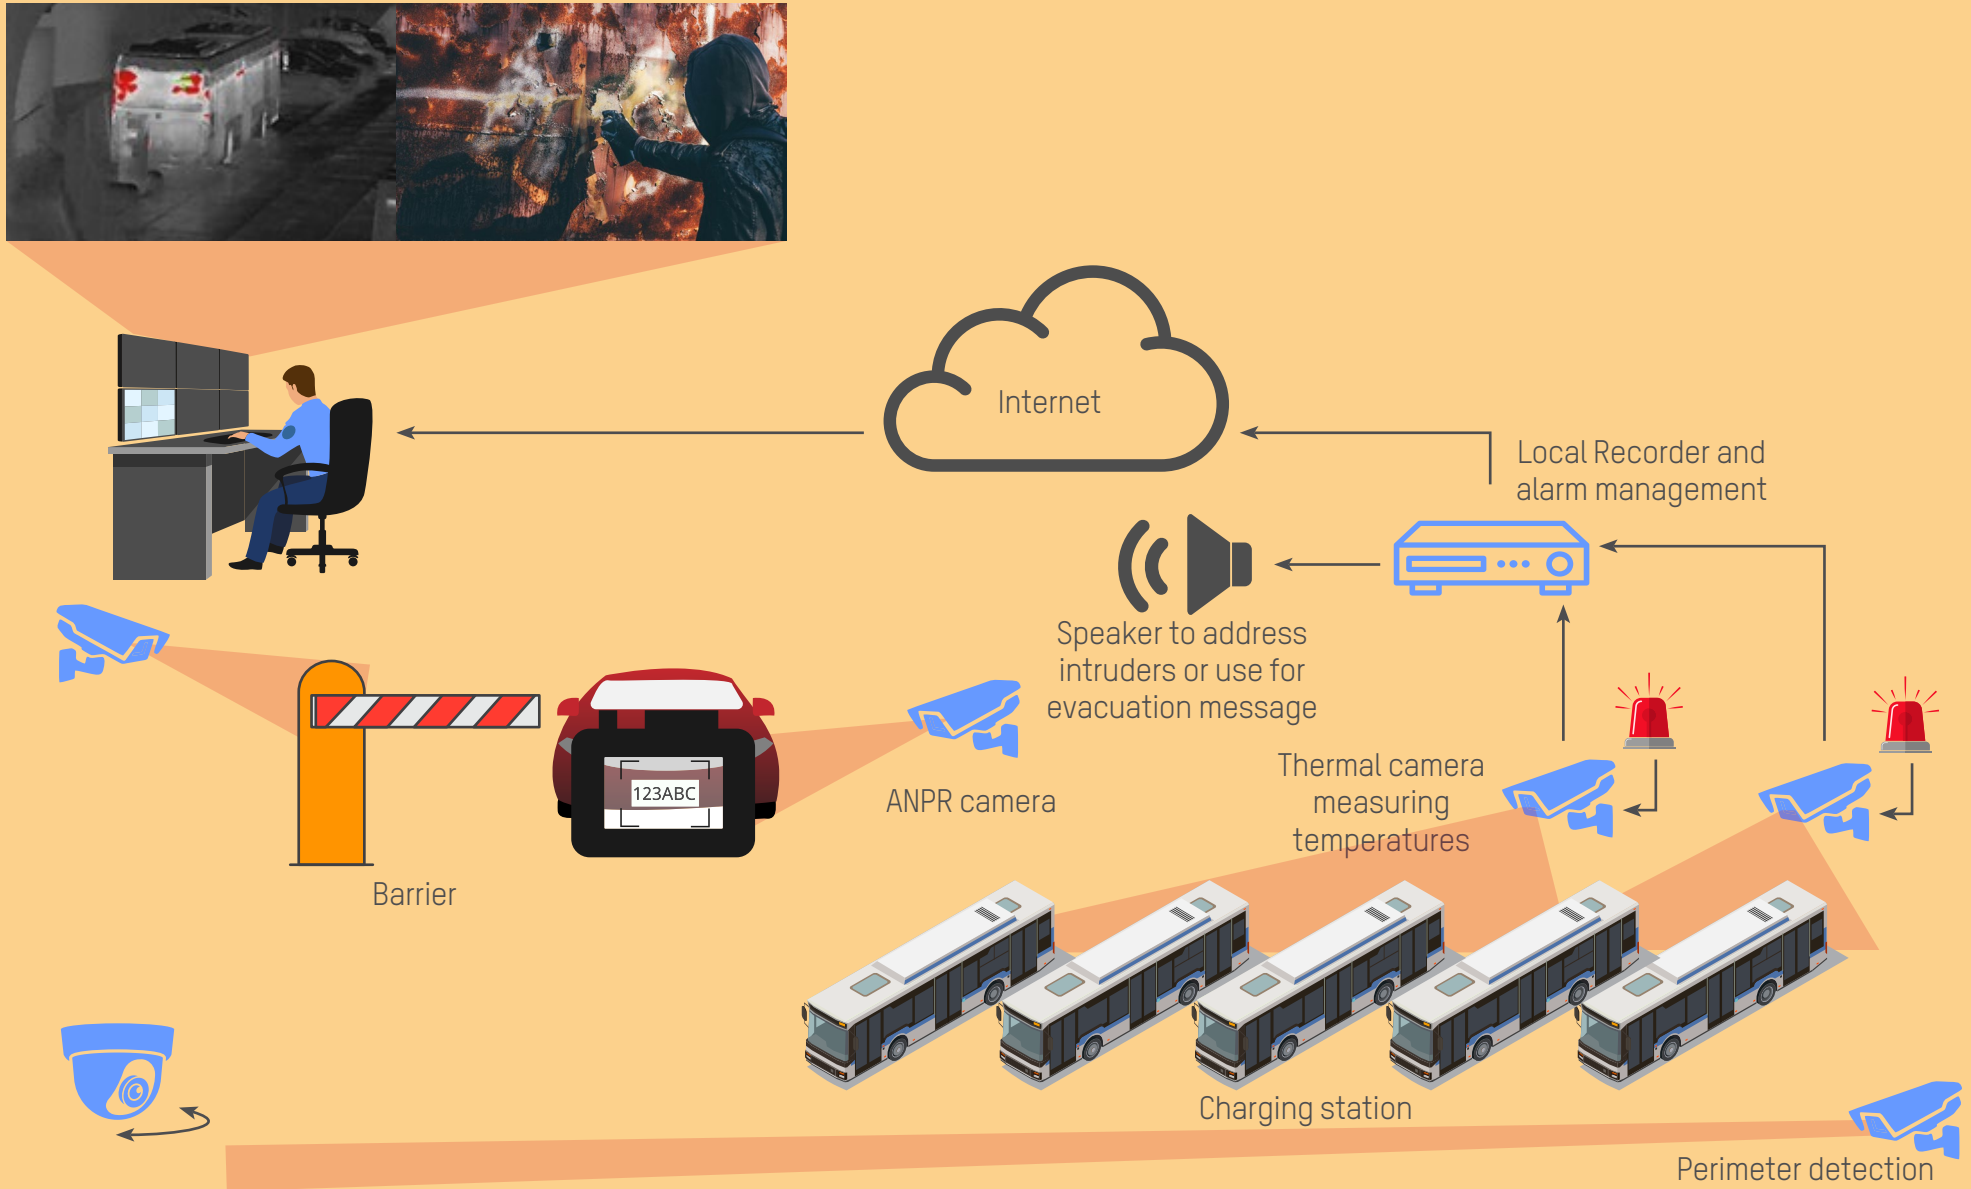 Internet
Local Recorder and
alarm management
Speaker to address
intruders or use for
evacuation message
Thermal camera
measuring
temperatures
123ABC
ANPR camera
Barrier
Charging station
Perimeter detection